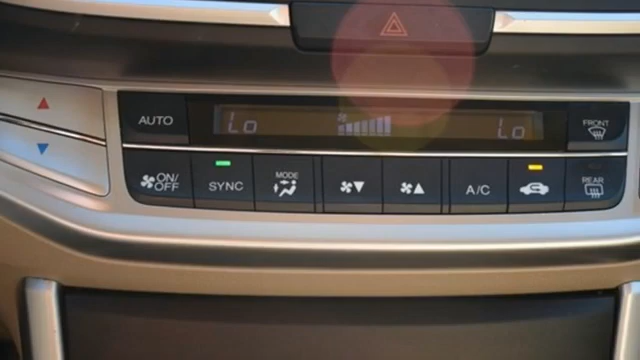 AUTO
Lo
Lo
FRONT
ON/
OFF
SYNC
MODE
A/C
REAR